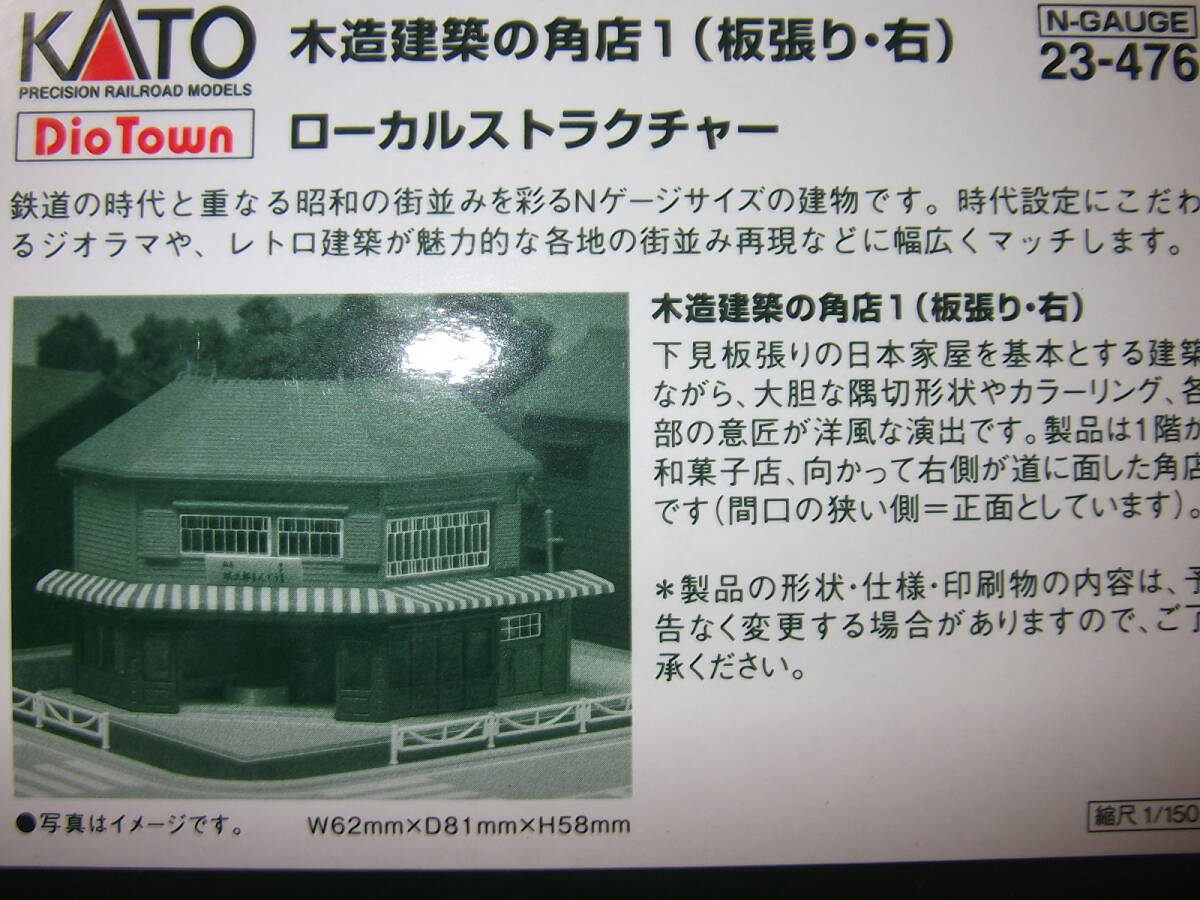 KATO
PRECISION RAILROAD MODELS
木造建築の角店1(板張り・右)
N-GAUGE
23-476
DioTown
ローカルストラクチャー
鉄道の時代と重なる昭和の街並みを彩るNゲージサイズの建物です。時代設定にこだわ
るジオラマや、レトロ建築が魅力的な各地の街並み再現などに幅広くマッチします。
木造建築の角店1(板張り・右)
下見板張りの日本家屋を基本とする建築
ながら、大胆な隅切形状やカラーリング、各
部の意匠が洋風な演出です。製品は1階が
和菓子店、向かって右側が道に面した角店
です(間口の狭い側=正面としています)。
*製品の形状・仕様・印刷物の内容は、予
告なく変更する場合がありますので、ご了
承ください。
●写真はイメージです。
W62mm×D81mm×H58mm
縮尺 1/150